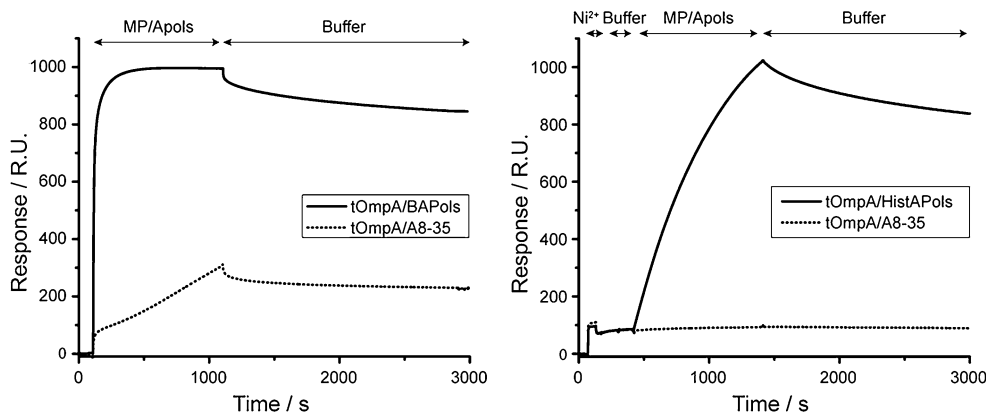 MP/Apols Buffer
1000
800
600
400
200
0
Response / R.U.
tOmpA/BAPols
tOmpA/A8-35
0 1000 2000 3000
Time / s
Ni²⁺ Buffer MP/Apols Buffer
1000
800
600
400
200
0
Response / R.U.
tOmpA/HistAPols
tOmpA/A8-35
0 1000 2000 3000
Time / s